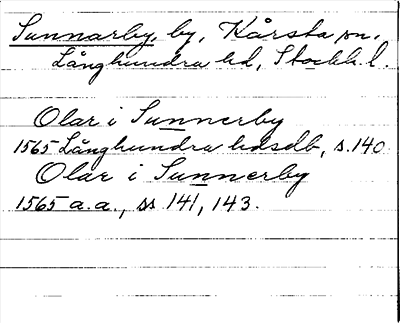 Sunnarby, by, Kårsta sn,
Långhundra hd, Stockh. l.
Olar i Sunnerby
1565 Långhundra hdsdb, s. 140
Olar i Sunnerby
1565 a.a., ss 141, 143.